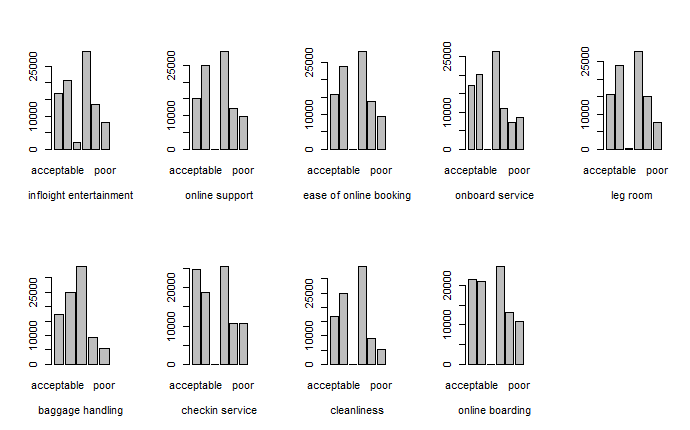 0 10000 25000
acceptable poor
infloight entertainment
0 10000 25000
acceptable poor
online support
0 10000 25000
acceptable poor
ease of online booking
0 10000 25000
acceptable poor
onboard service
0 10000 25000
acceptable poor
leg room
0 10000 25000
acceptable poor
baggage handling
0 10000 25000
acceptable poor
checkin service
0 10000 25000
acceptable poor
cleanliness
0 10000 20000
acceptable poor
online boarding